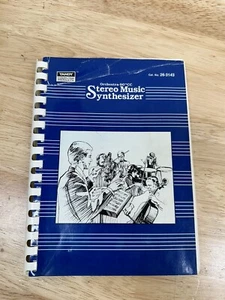 TANDY
Cat. No. 26-3143
Orchestra 90/CC
Stereo Music
Synthesizer